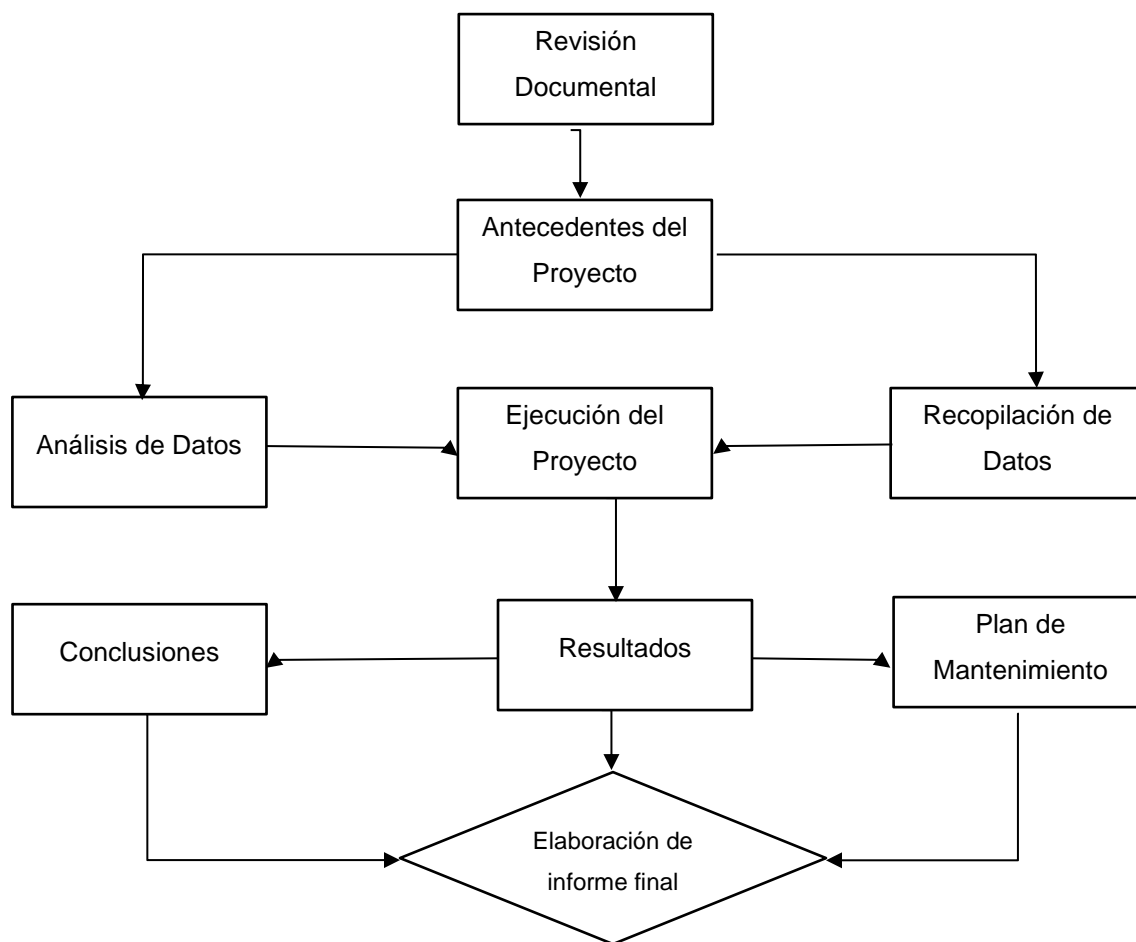 Revisión
Documental
Antecedentes del
Proyecto
Análisis de Datos
Ejecución del
Proyecto
Recopilación de
Datos
Conclusiones
Resultados
Plan de
Mantenimiento
Elaboración de
informe final